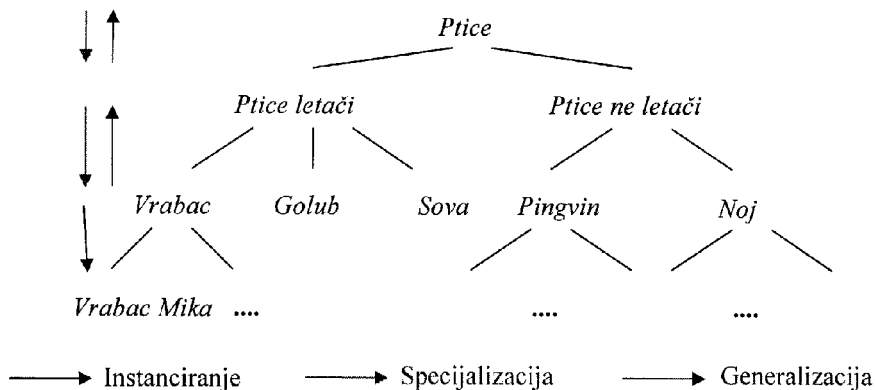 Ptice
Ptice letači Ptice ne letači
Vrabac Golub Sova Pingvin Noj
Vrabac Mika .... .... ....
Instanciranje Specijalizacija Generalizacija